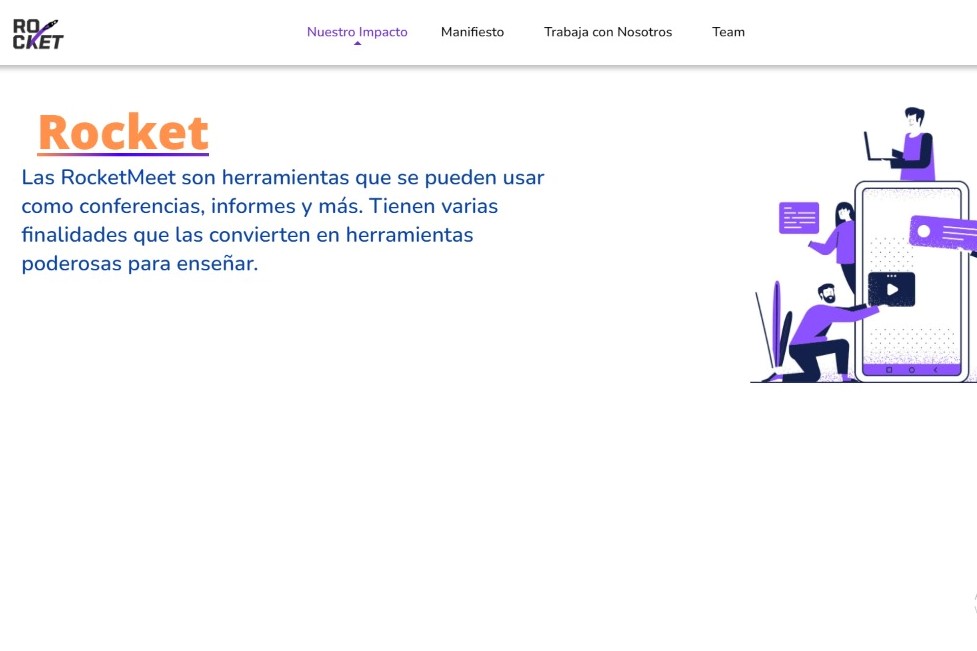 RO
CKET
Nuestro Impacto
Manifiesto
Trabaja con Nosotros
Team
Rocket
Las RocketMeet son herramientas que se pueden usar
como conferencias, informes y más. Tienen varias
finalidades que las convierten en herramientas
poderosas para enseñar.